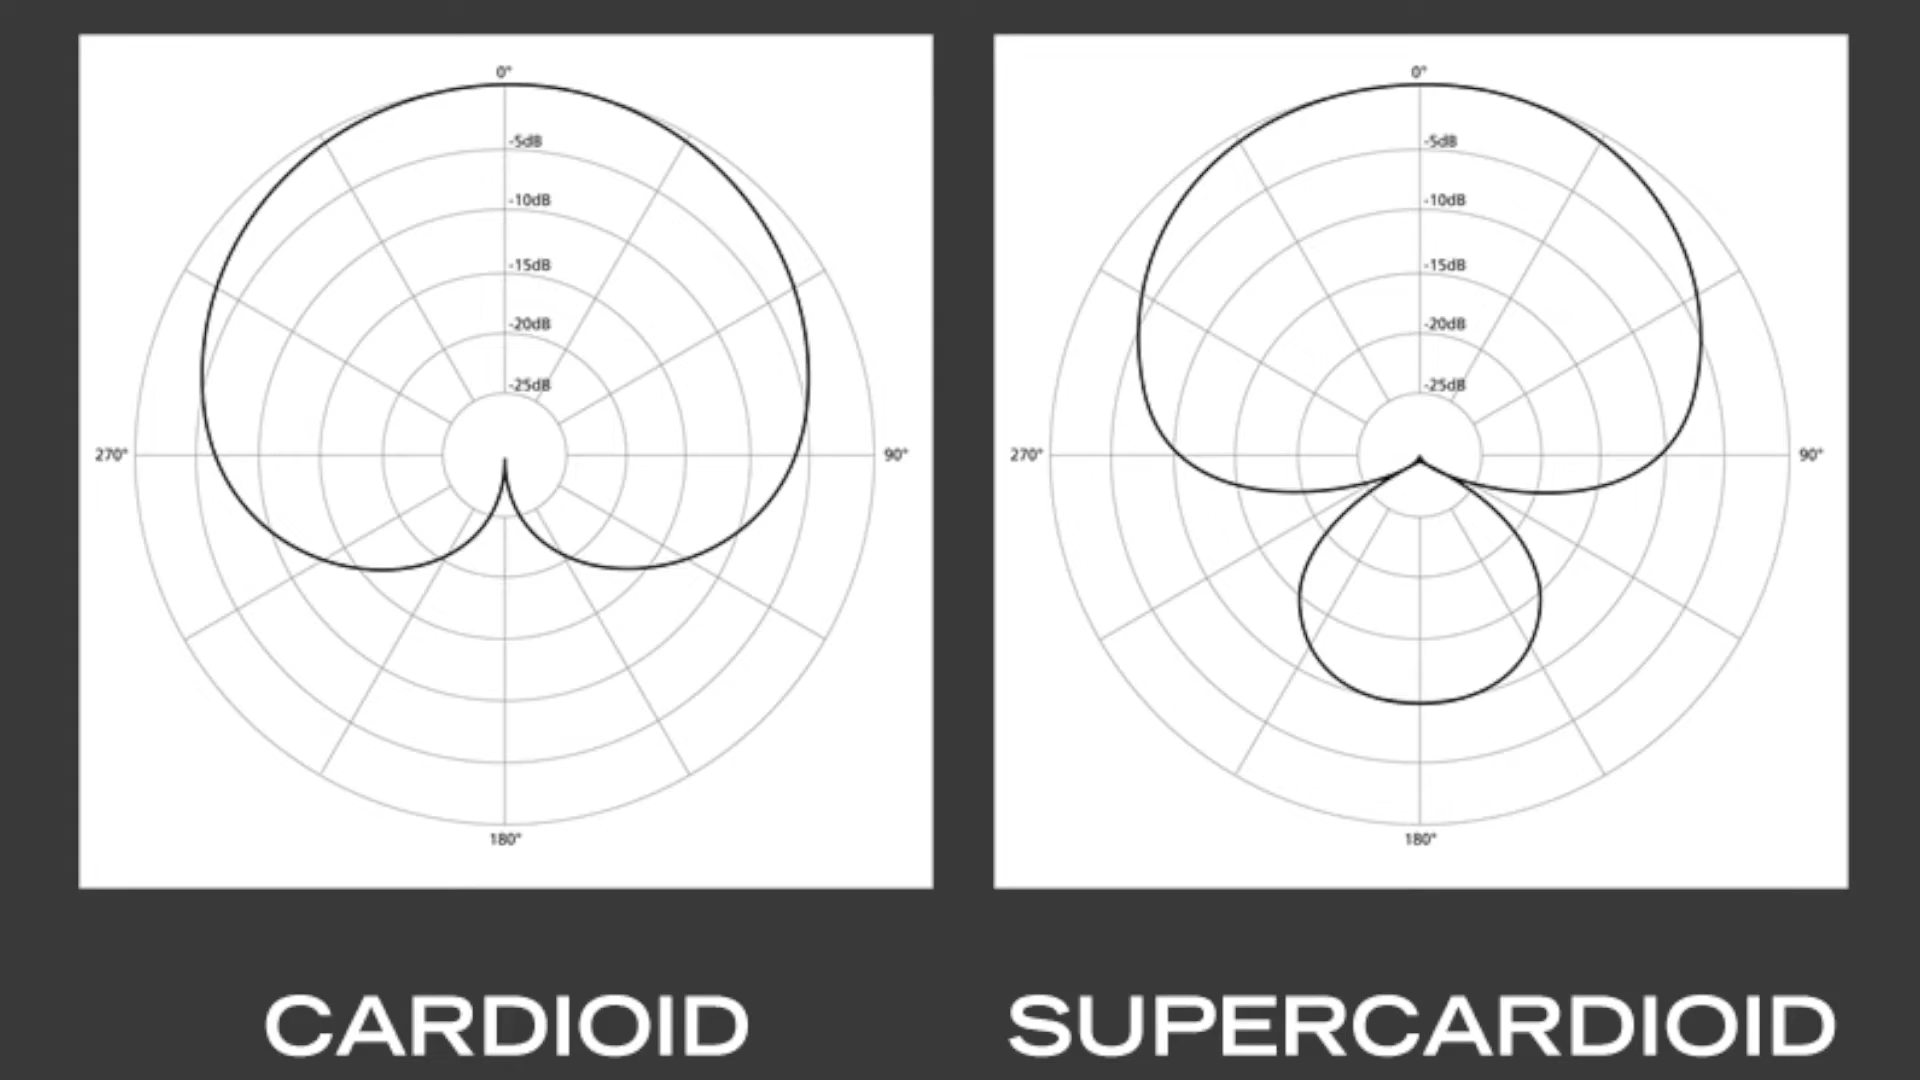 0°
-5dB
-10dB
-15dB
-20dB
-25dB
270°
90°
180°
CARDIOID
0°
-5dB
-10dB
-15dB
-20dB
-25dB
270°
90°
180°
SUPERCARDIOID